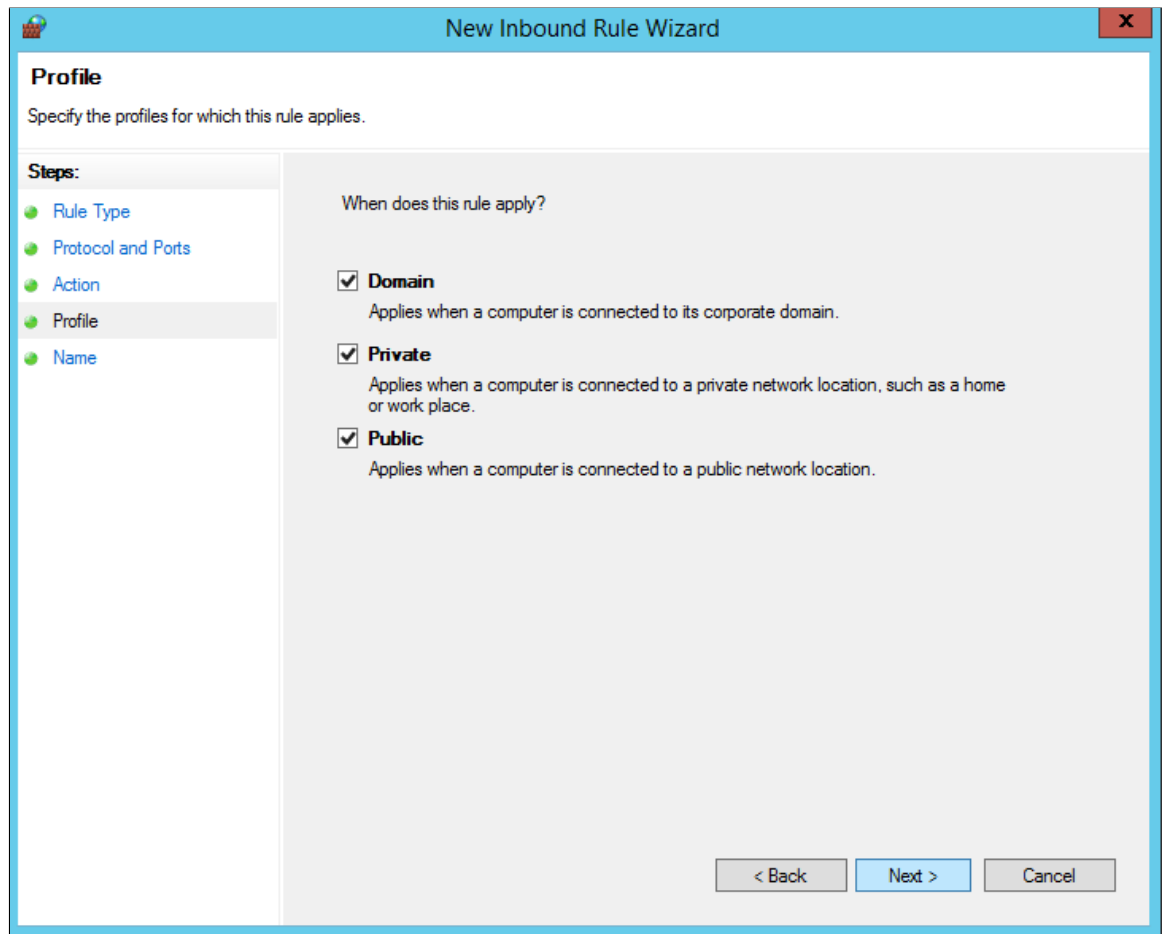 New Inbound Rule Wizard
x
Profile
Specify the profiles for which this rule applies.
Steps:
Rule Type
Protocol and Ports
Action
Profile
Name
When does this rule apply?
Domain
Applies when a computer is connected to its corporate domain.
Private
Applies when a computer is connected to a private network location, such as a home
or work place.
Public
Applies when a computer is connected to a public network location.
< Back
Next >
Cancel